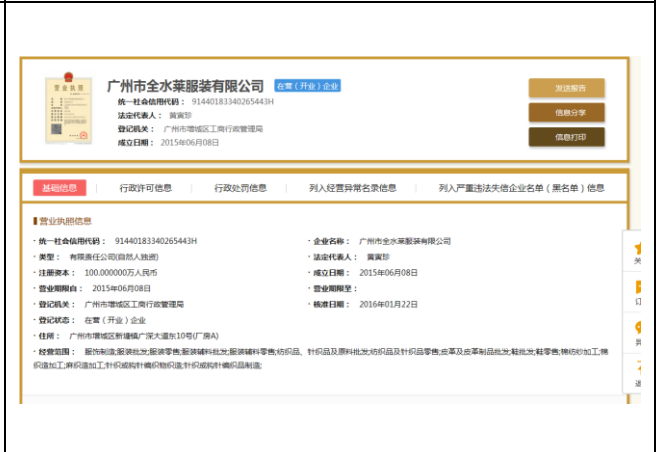 营业执照
广州市全水莱服装有限公司 在营（开业）企业
统一社会信用代码： 91440183340265443H
法定代表人： 黄寅珍
登记机关： 广州市增城区工商行政管理局
成立日期： 2015年06月08日
发送报告
信息分享
信息打印
基础信息 行政许可信息 行政处罚信息 列入经营异常名录信息 列入严重违法失信企业名单（黑名单）信息
营业执照信息
· 统一社会信用代码： 91440183340265443H · 企业名称： 广州市全水莱服装有限公司
· 类型： 有限责任公司(自然人独资) · 法定代表人： 黄寅珍
· 注册资本： 100.000000万人民币 · 成立日期： 2015年06月08日
· 营业期限自： 2015年06月08日 · 营业期限至：
· 登记机关： 广州市增城区工商行政管理局 · 核准日期： 2016年01月22日
· 登记状态： 在营（开业）企业
· 住所： 广州市增城区新塘镇广深大道东10号(厂房A)
· 经营范围： 服饰制造;服装批发;服装零售;服装辅料批发;服装辅料零售;纺织品、针织品及原料批发;纺织品及针织品零售;皮革及皮革制品批发;鞋批发;鞋零售;棉纺纱加工;棉
织造加工;麻织造加工;针织或钩针编织物织造;针织或钩针编织品制造;